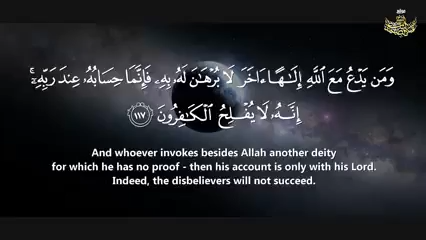 وَمَن يَدْعُ مَعَ ٱللَّهِ إِلَـٰهًا ءَاخَرَ لَا بُرْهَـٰنَ لَهُۥ بِهِۦ فَإِنَّمَا حِسَابُهُۥ عِندَ رَبِّهِۦٓ ۚ
إِنَّهُۥ لَا يُفْلِحُ ٱلْكَـٰفِرُونَ ١١٧
And whoever invokes besides Allah another deity
for which he has no proof - then his account is only with his Lord.
Indeed, the disbelievers will not succeed.